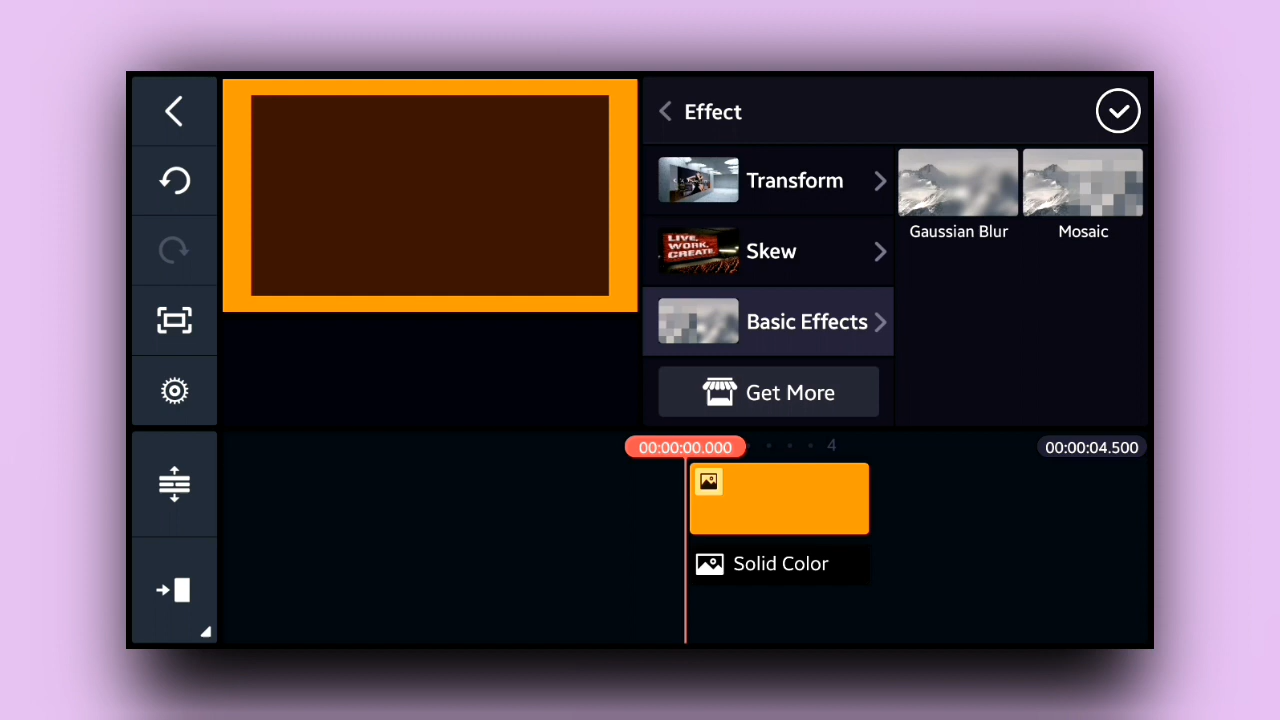 Effect
Transform
Gaussian Blur
Mosaic
LIVE.
WORK.
CREATE.
Skew
Basic Effects
Get More
00:00:00.000
4
00:00:04.500
Solid Color